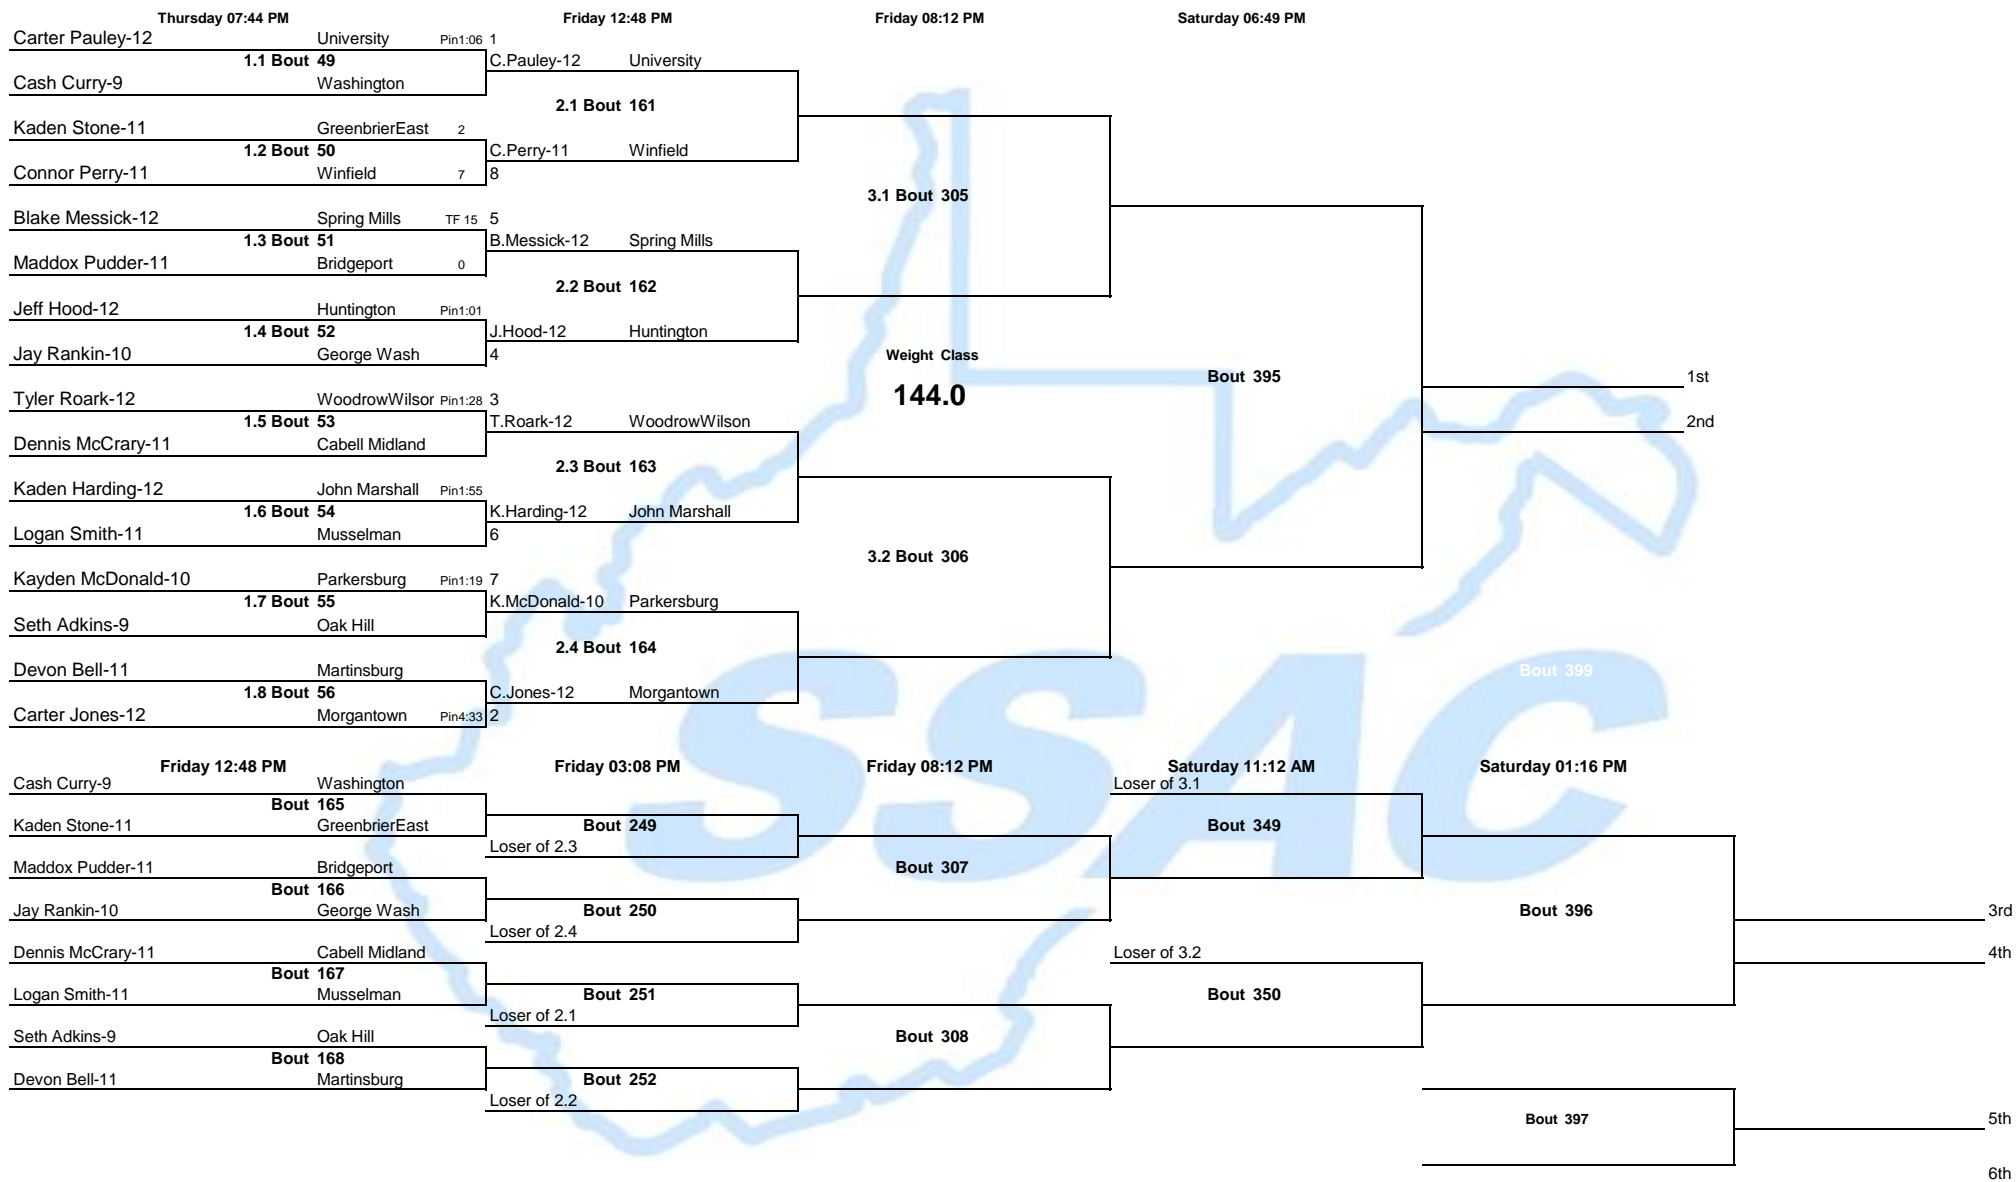 Thursday 07:44 PM Friday 12:48 PM Friday 08:12 PM Saturday 06:49 PM
Carter Pauley-12 University Pin1:06 1
1.1 Bout 49 C.Pauley-12 University
Cash Curry-9 Washington
2.1 Bout 161
Kaden Stone-11 GreenbrierEast 2
1.2 Bout 50 C.Perry-11 Winfield
Connor Perry-11 Winfield 7 8
3.1 Bout 305
Blake Messick-12 Spring Mills TF 15 5
1.3 Bout 51 B.Messick-12 Spring Mills
Maddox Pudder-11 Bridgeport 0
2.2 Bout 162
Jeff Hood-12 Huntington Pin1:01
1.4 Bout 52 J.Hood-12 Huntington
Jay Rankin-10 George Wash 4
Weight Class
Bout 395 1st
144.0
Tyler Roark-12 WoodrowWilsor Pin1:28 3
1.5 Bout 53 T.Roark-12 WoodrowWilson 2nd
Dennis McCrary-11 Cabell Midland
2.3 Bout 163
Kaden Harding-12 John Marshall Pin1:55
1.6 Bout 54 K.Harding-12 John Marshall
Logan Smith-11 Musselman 6
3.2 Bout 306
Kayden McDonald-10 Parkersburg Pin1:19 7
1.7 Bout 55 K.McDonald-10 Parkersburg
Seth Adkins-9 Oak Hill
2.4 Bout 164
Devon Bell-11 Martinsburg Bout 399
1.8 Bout 56 C.Jones-12 Morgantown
Carter Jones-12 Morgantown Pin4:33 2
SSAC
Friday 12:48 PM Friday 03:08 PM Friday 08:12 PM Saturday 11:12 AM Saturday 01:16 PM
Cash Curry-9 Washington Loser of 3.1
Bout 165
Kaden Stone-11 GreenbrierEast Bout 249 Bout 349
Loser of 2.3
Maddox Pudder-11 Bridgeport Bout 307
Bout 166
Jay Rankin-10 George Wash Bout 250 Bout 396 3rd
Loser of 2.4
Dennis McCrary-11 Cabell Midland Loser of 3.2 4th
Bout 167
Logan Smith-11 Musselman Bout 251 Bout 350
Loser of 2.1
Seth Adkins-9 Oak Hill Bout 308
Bout 168
Devon Bell-11 Martinsburg Bout 252
Loser of 2.2
Bout 397 5th
6th